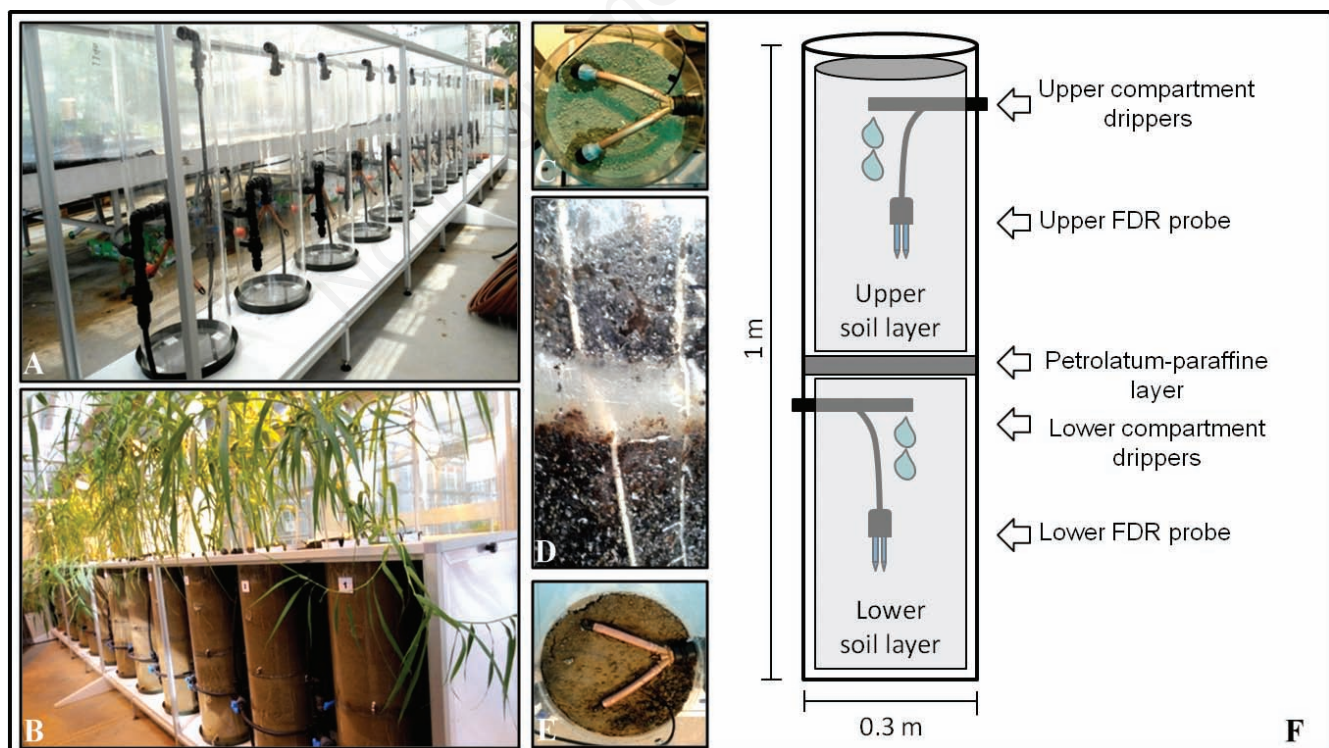 A
B
C
D
E
1 m
Upper
soil layer
Lower
soil layer
0.3 m
Upper compartment
drippers
Upper FDR probe
Petrolatum-paraffine
layer
Lower compartment
drippers
Lower FDR probe
F